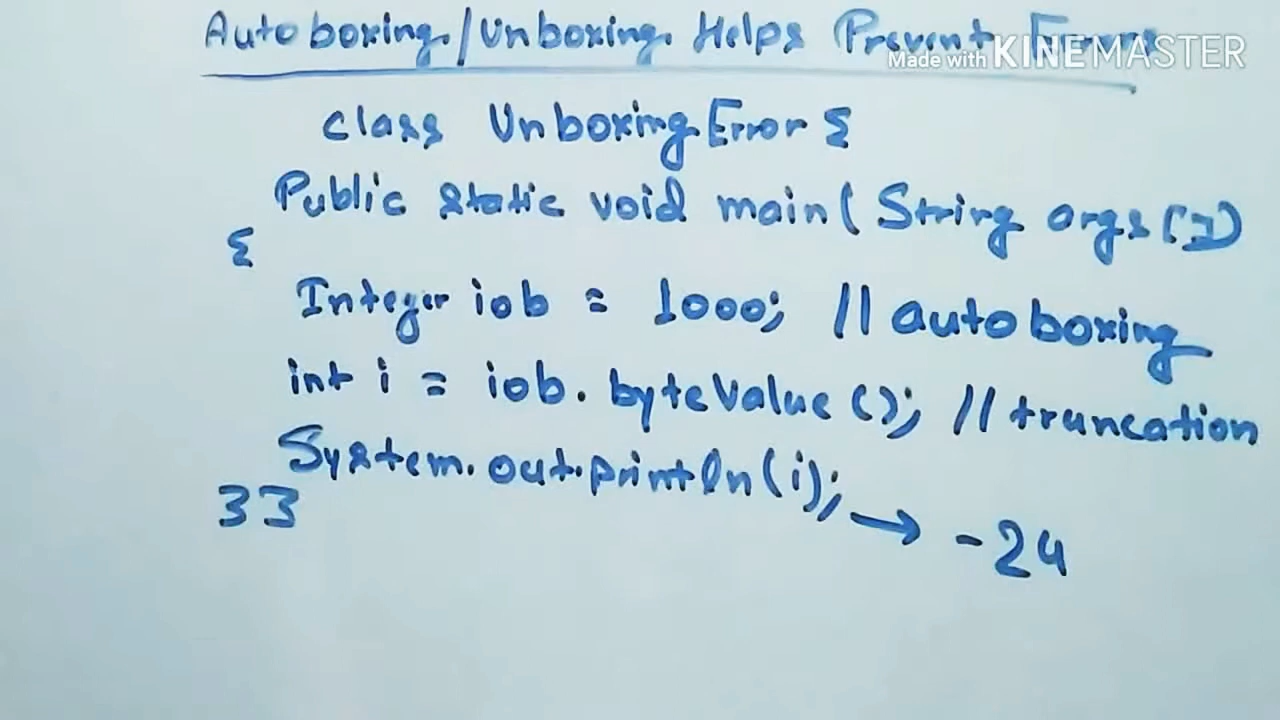 Autoboxing/Unboxing Helps Prevent Errors
Made with KINEMASTER
class UnboxingError {
Public static void main(String args[])
{
Integer iob = 1000; // autoboxing
int i = iob.byteValue(); // truncation
System.out.println(i); → -24
}}